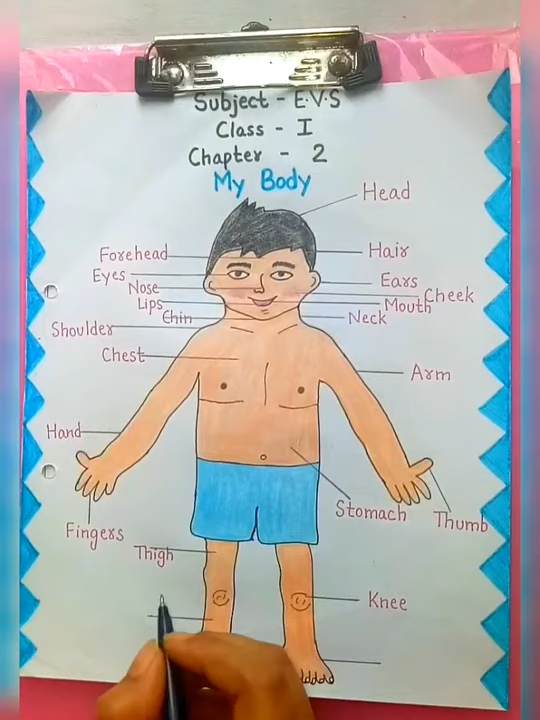 Subject - E.V.S
Class - I
Chapter - 2
My Body
Head
Forehead
Hair
Eyes
Ears
Nose
Cheek
Lips
Mouth
Chin
Neck
Shoulder
Chest
Arm
Hand
Stomach
Thumb
Fingers
Thigh
Knee